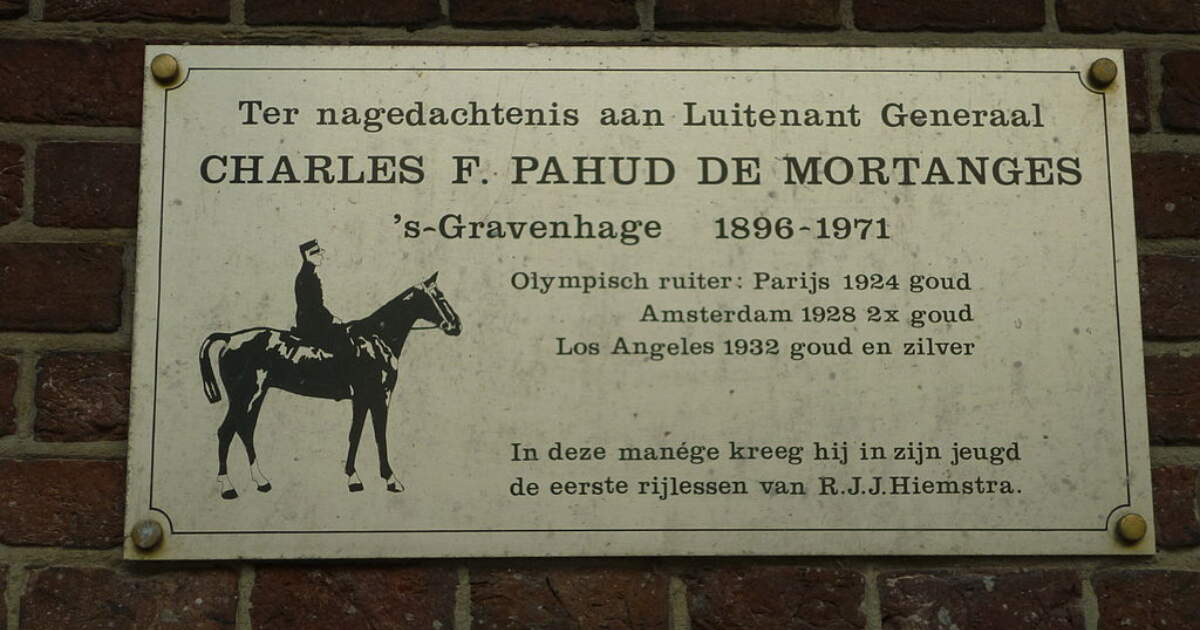 Ter nagedachtenis aan Luitenant Generaal
CHARLES F. PAHUD DE MORTANGES
's-Gravenhage 1896-1971
Olympisch ruiter: Parijs 1924 goud
Amsterdam 1928 2x goud
Los Angeles 1932 goud en zilver
In deze manége kreeg hij in zijn jeugd
de eerste rijlessen van R.J.J.Hiemstra.